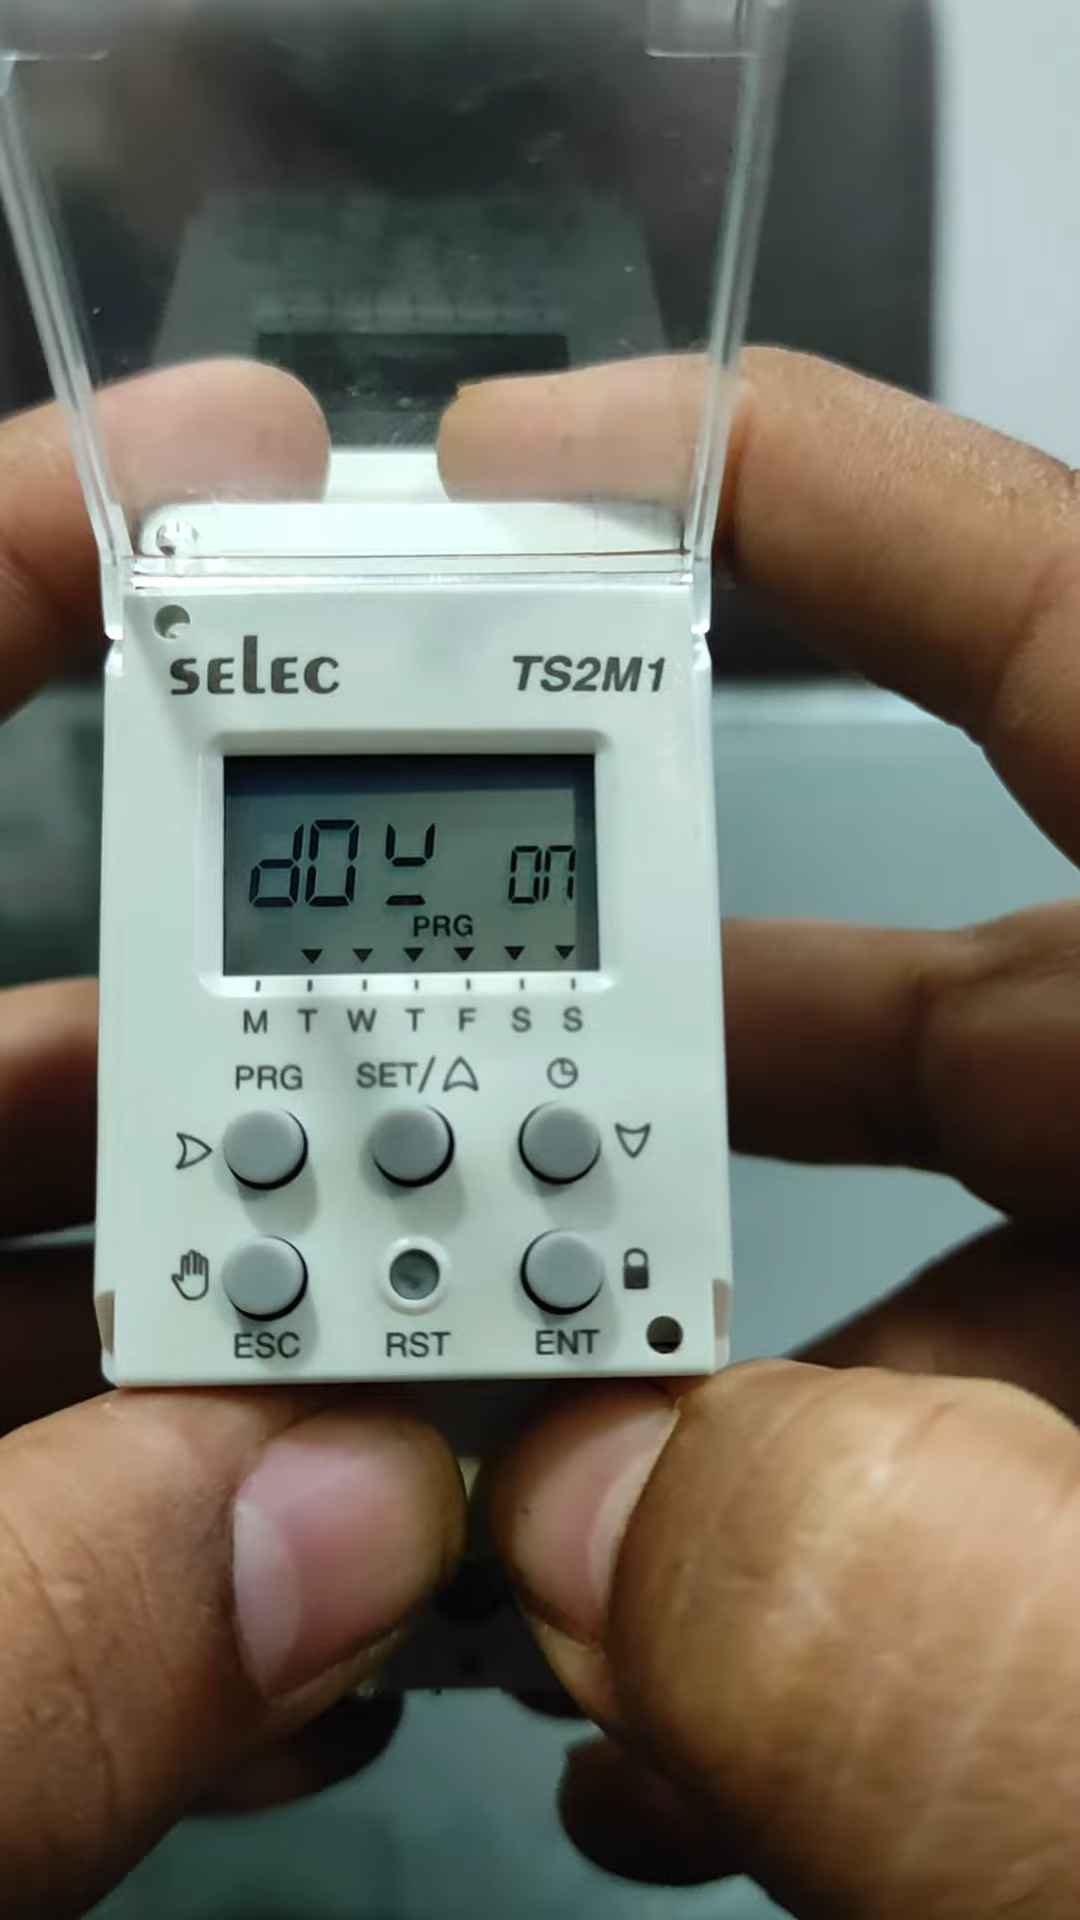 SELEC TS2M1
dOY ON
PRG
M T W T F S S
PRG SET/
ESC RST ENT